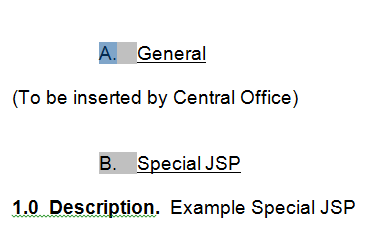 A. General
(To be inserted by Central Office)
B. Special JSP
1.0 Description. Example Special JSP